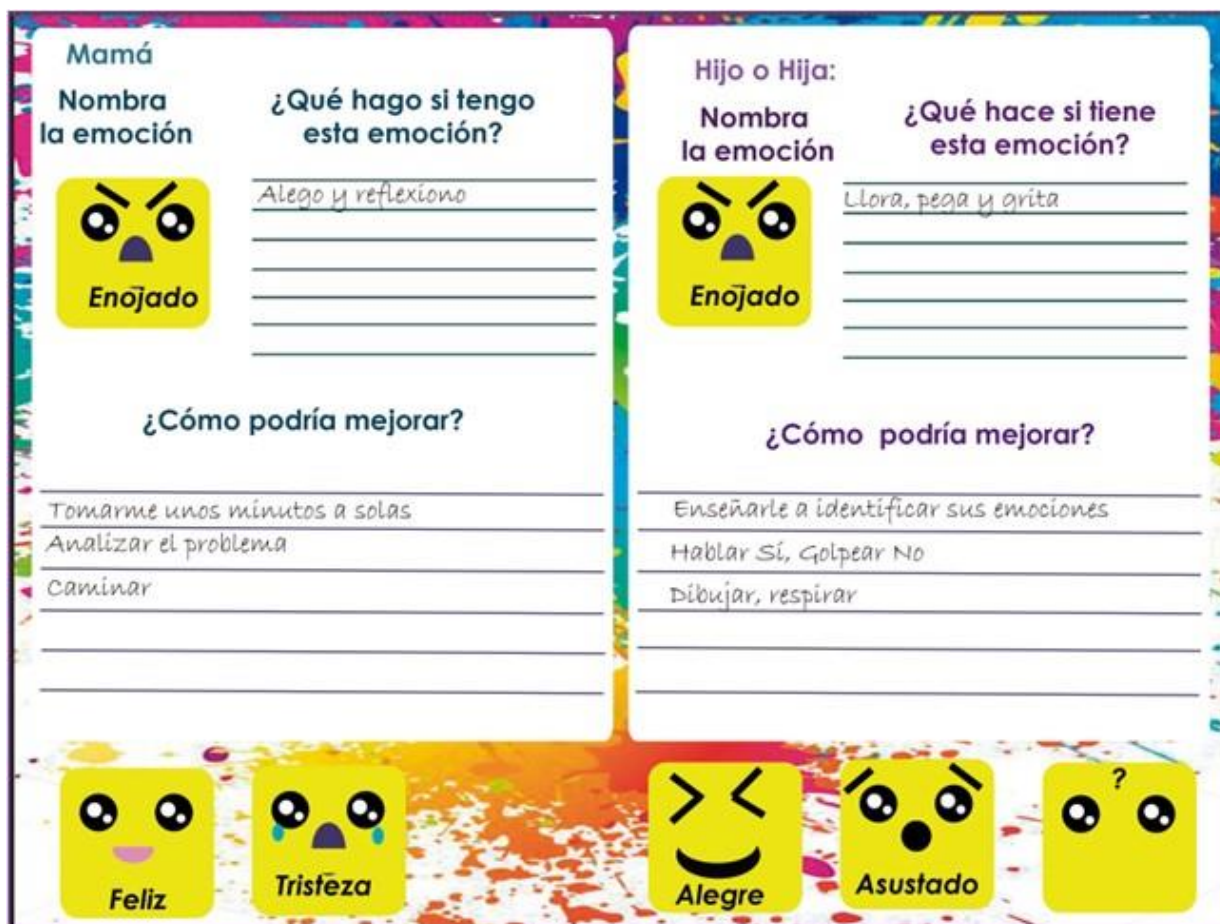 Mamá
Nombra
la emoción
¿Qué hago si tengo
esta emoción?
Enojado
Alego y reflexiono
¿Cómo podría mejorar?
Tomarme unos minutos a solas
Analizar el problema
Caminar
Hijo o Hija:
Nombra
la emoción
¿Qué hace si tiene
esta emoción?
Enojado
Llora, pega y grita
¿Cómo podría mejorar?
Enseñarle a identificar sus emociones
Hablar Sí, Golpear No
Dibujar, respirar
Feliz
Tristeza
Alegre
Asustado
?